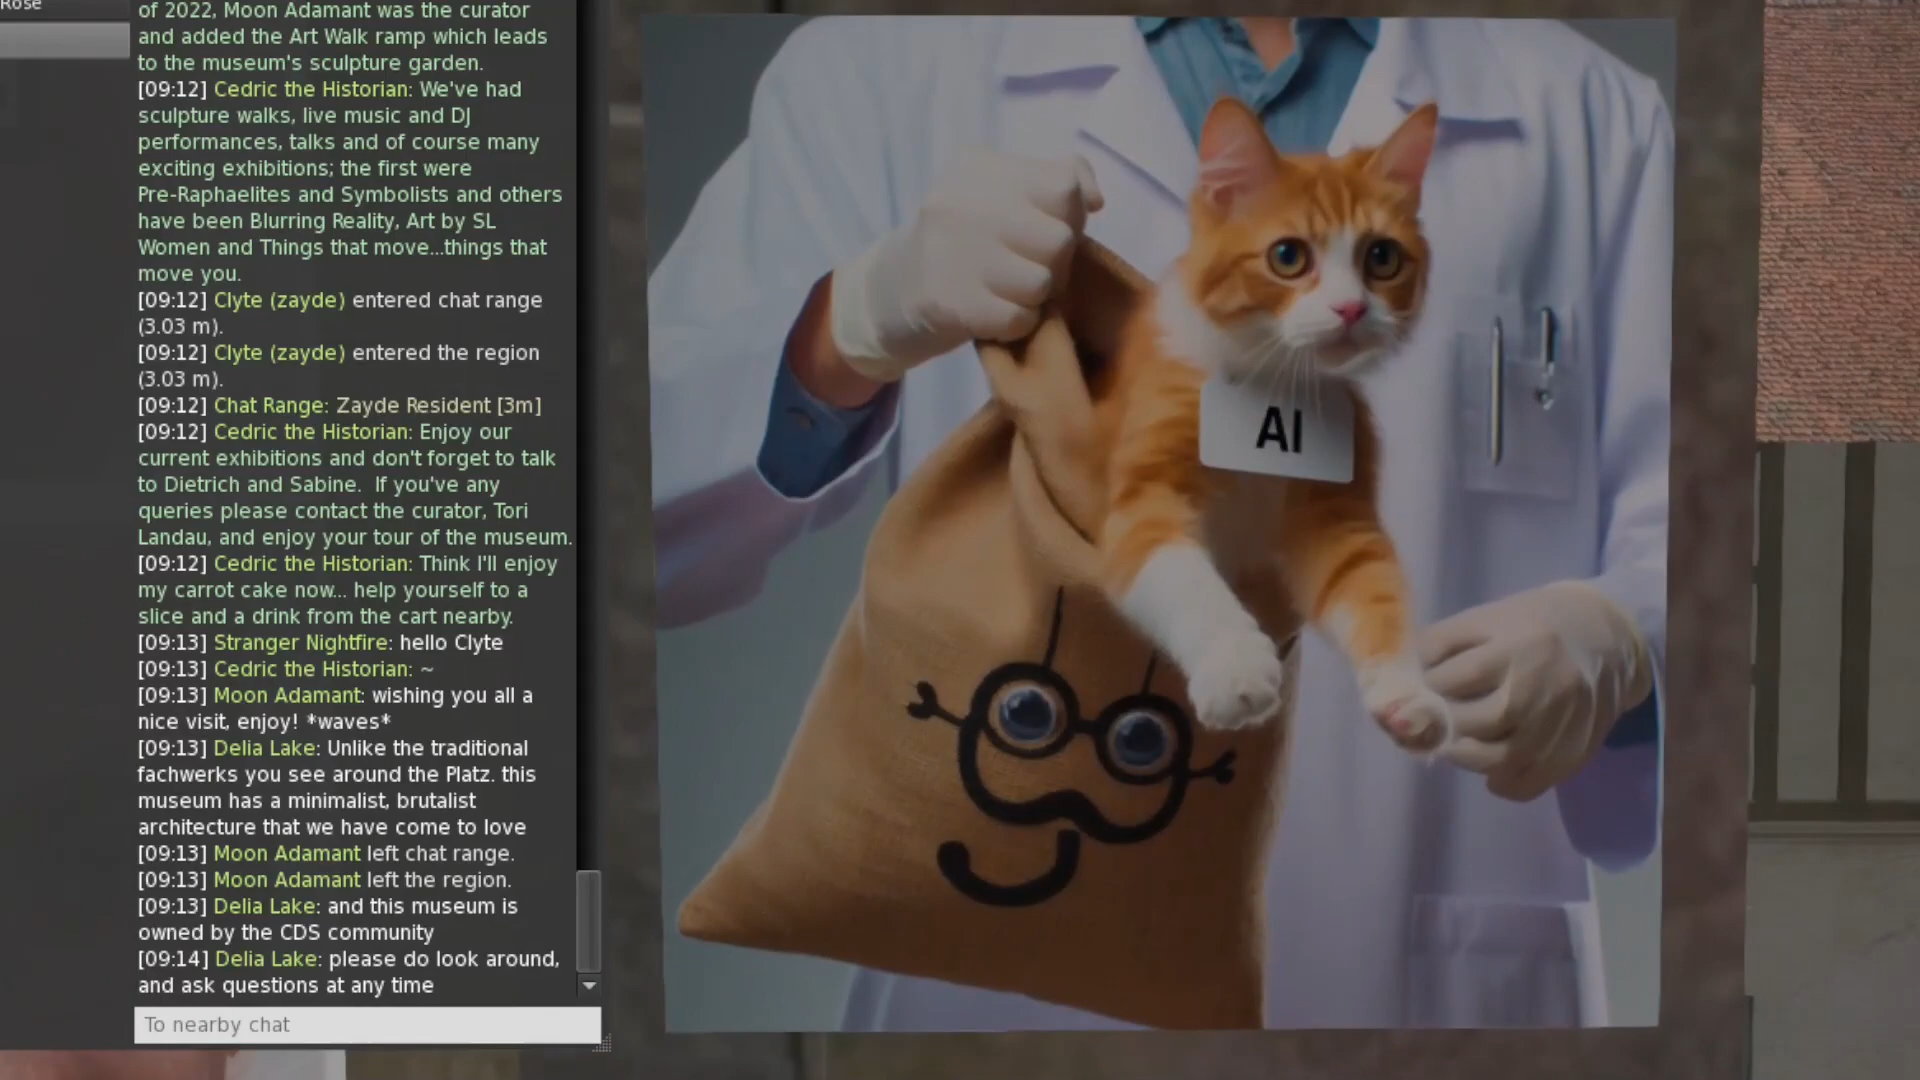 Rose
of 2022, Moon Adamant was the curator
and added the Art Walk ramp which leads
to the museum's sculpture garden.
[09:12] Cedric the Historian: We've had
sculpture walks, live music and DJ
performances, talks and of course many
exciting exhibitions; the first were
Pre-Raphaelites and Symbolists and others
have been Blurring Reality, Art by SL
Women and Things that move...things that
move you.
[09:12] Clyte (zayde) entered chat range
(3.03 m).
[09:12] Clyte (zayde) entered the region
(3.03 m).
[09:12] Chat Range: Zayde Resident [3m]
[09:12] Cedric the Historian: Enjoy our
current exhibitions and don't forget to talk
to Dietrich and Sabine.  If you've any
queries please contact the curator, Tori
Landau, and enjoy your tour of the museum.
[09:12] Cedric the Historian: Think I'll enjoy
my carrot cake now... help yourself to a
slice and a drink from the cart nearby.
[09:13] Stranger Nightfire: hello Clyte
[09:13] Cedric the Historian: ~
[09:13] Moon Adamant: wishing you all a
nice visit, enjoy! *waves*
[09:13] Delia Lake: Unlike the traditional
fachwerks you see around the Platz. this
museum has a minimalist, brutalist
architecture that we have come to love
[09:13] Moon Adamant left chat range.
[09:13] Moon Adamant left the region.
[09:13] Delia Lake: and this museum is
owned by the CDS community
[09:14] Delia Lake: please do look around,
and ask questions at any time
To nearby chat
AI